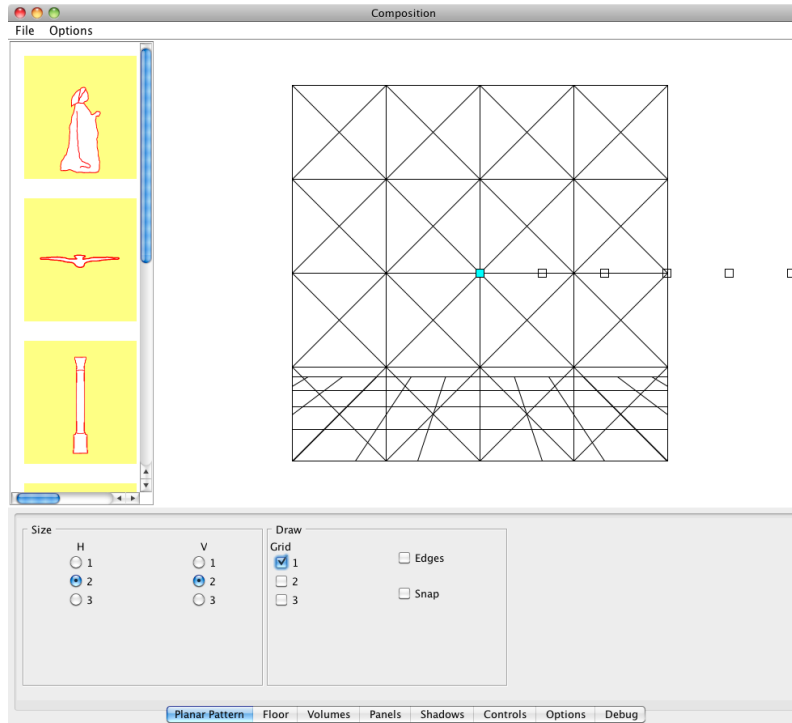 Composition
File Options
Size
Draw
H V Grid
1 1 1 Edges
2 2 2
3 3 3 Snap
Planar Pattern Floor Volumes Panels Shadows Controls Options Debug